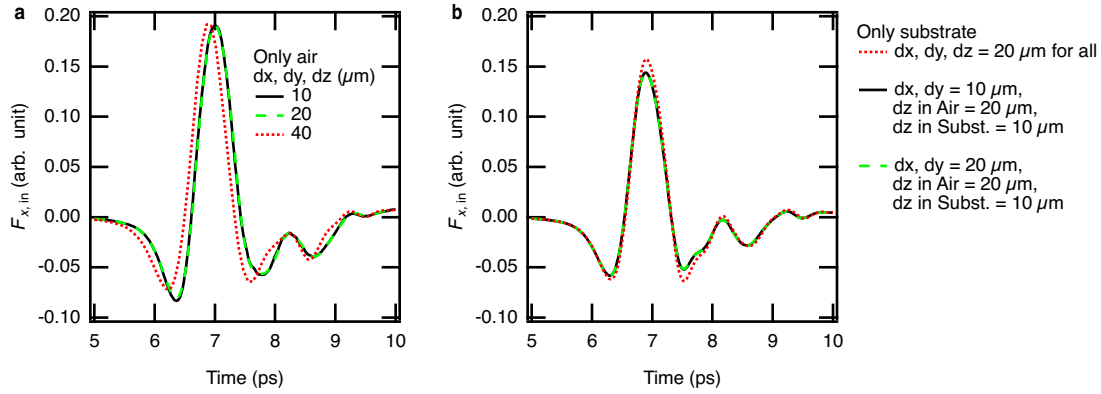 a
0.20
0.15
0.10
0.05
0.00
-0.05
-0.10
F x, in (arb. unit)
5 6 7 8 9 10
Time (ps)
Only air
dx, dy, dz (µm)
10
20
40
b
0.20
0.15
0.10
0.05
0.00
-0.05
-0.10
F x, in (arb. unit)
5 6 7 8 9 10
Time (ps)
Only substrate
dx, dy, dz = 20 µm for all
dx, dy = 10 µm,
dz in Air = 20 µm,
dz in Subst. = 10 µm
dx, dy = 20 µm,
dz in Air = 20 µm,
dz in Subst. = 10 µm